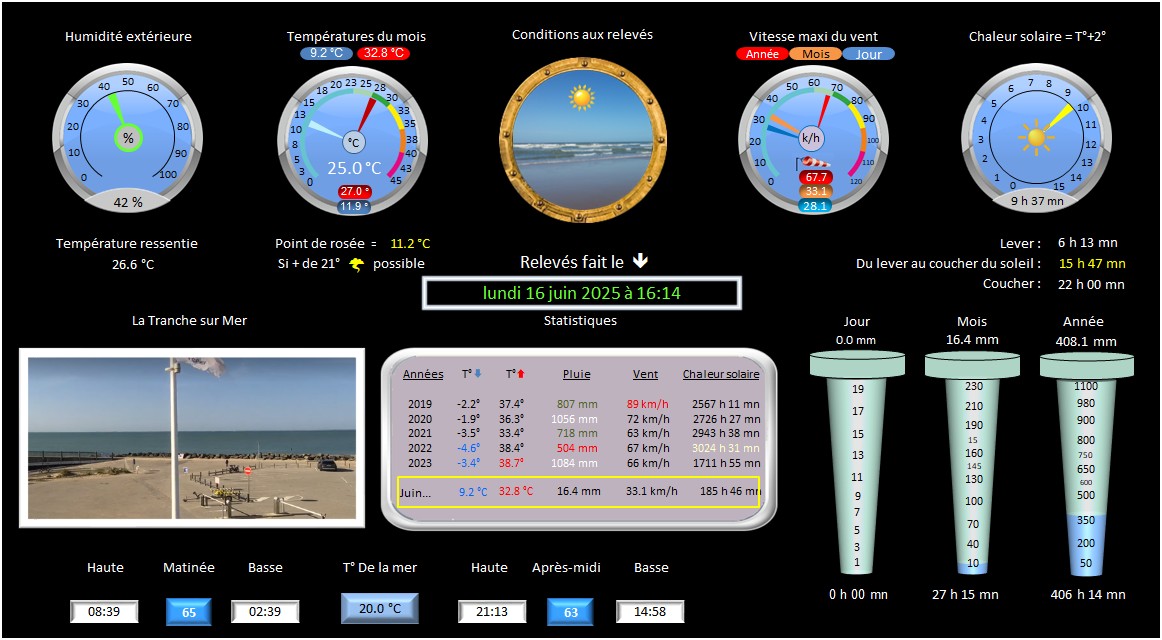 Humidité extérieure
Températures du mois
9.2 °C 32.8 °C
Conditions aux relevés
Vitesse maxi du vent
Année Mois Jour
Chaleur solaire = T°+2°
0 10 20 30 40 50 60 70 80 90 100
%
42 %
0 3 5 8 10 13 15 18 20 23 25 28 30 33 35 38 40 43 45
°C
25.0 °C
27.0 °
11.9 °
0 10 20 30 40 50 60 70 80 90 100 110 120
k/h
67.7
33.1
28.1
0 1 2 3 4 5 6 7 8 9 10 11 12 13 14 15
9 h 37 mn
Température ressentie
26.6 °C
Point de rosée = 11.2 °C
Si + de 21° possible
Relevés fait le
lundi 16 juin 2025 à 16:14
Lever : 6 h 13 mn
Du lever au coucher du soleil : 15 h 47 mn
Coucher : 22 h 00 mn
La Tranche sur Mer
Statistiques
Années T° T° Pluie Vent Chaleur solaire
2019 -2.2° 37.4° 807 mm 89 km/h 2567 h 11 mn
2020 -1.9° 36.3° 1056 mm 72 km/h 2726 h 27 mn
2021 -3.5° 33.4° 718 mm 63 km/h 2943 h 38 mn
2022 -4.6° 38.4° 504 mm 67 km/h 3024 h 31 mn
2023 -3.4° 38.7° 1084 mm 66 km/h 1711 h 55 mn
Juin... 9.2 °C 32.8 °C 16.4 mm 33.1 km/h 185 h 46 mn
Jour
0.0 mm
19
17
15
13
11
9
7
5
3
1
0 h 00 mn
Mois
16.4 mm
230
210
190
15
160
145
130
100
70
40
10
27 h 15 mn
Année
408.1 mm
1100
980
900
800
750
650
600
500
350
200
50
406 h 14 mn
Haute Matinée Basse
08:39 65 02:39
T° De la mer
20.0 °C
Haute Après-midi Basse
21:13 63 14:58